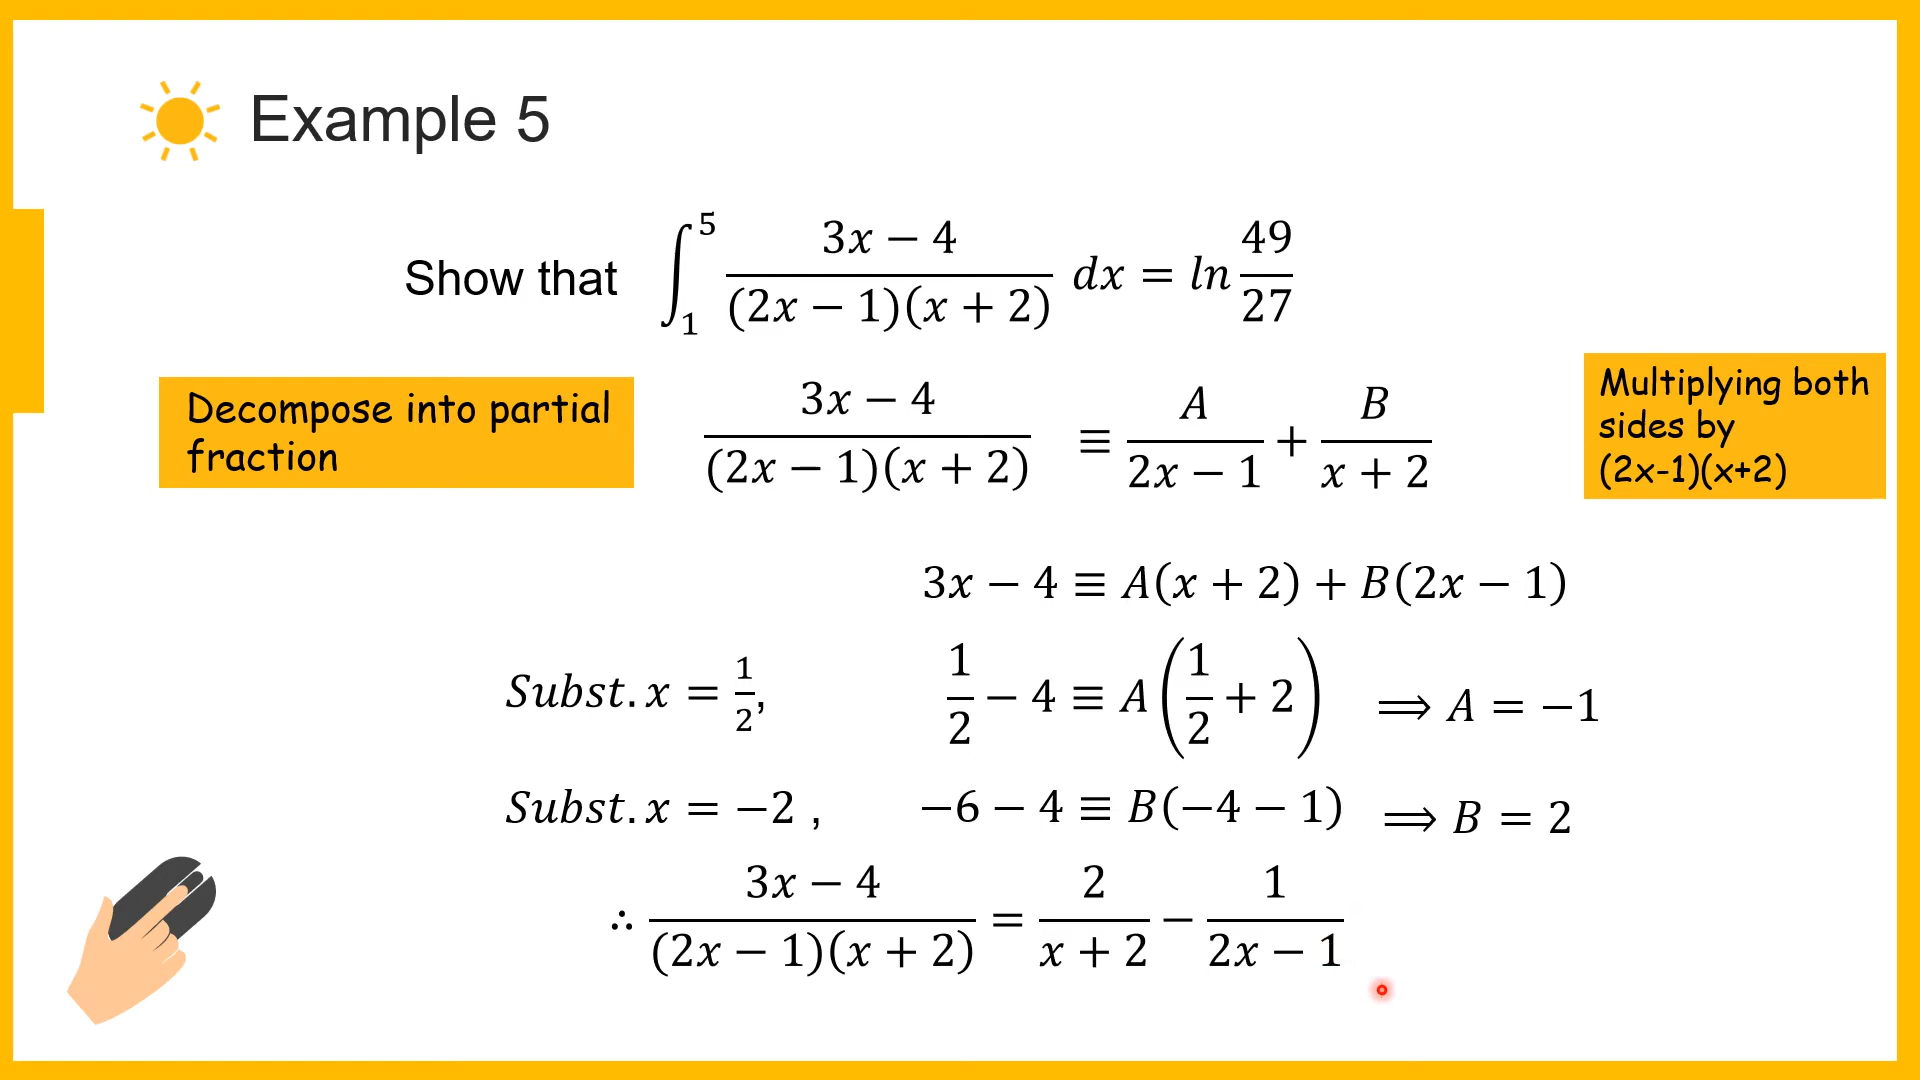 Example 5
Show that ∫₁⁵ (3x − 4)/((2x − 1)(x + 2)) dx = ln 49/27
Decompose into partial
fraction
(3x − 4)/((2x − 1)(x + 2)) ≡ A/(2x − 1) + B/(x + 2)
Multiplying both
sides by
(2x-1)(x+2)
3x − 4 ≡ A(x + 2) + B(2x − 1)
Subst. x = 1/2, 1/2 − 4 ≡ A(1/2 + 2) ⟹ A = −1
Subst. x = −2 , −6 − 4 ≡ B(−4 − 1) ⟹ B = 2
∴ (3x − 4)/((2x − 1)(x + 2)) = 2/(x + 2) − 1/(2x − 1)